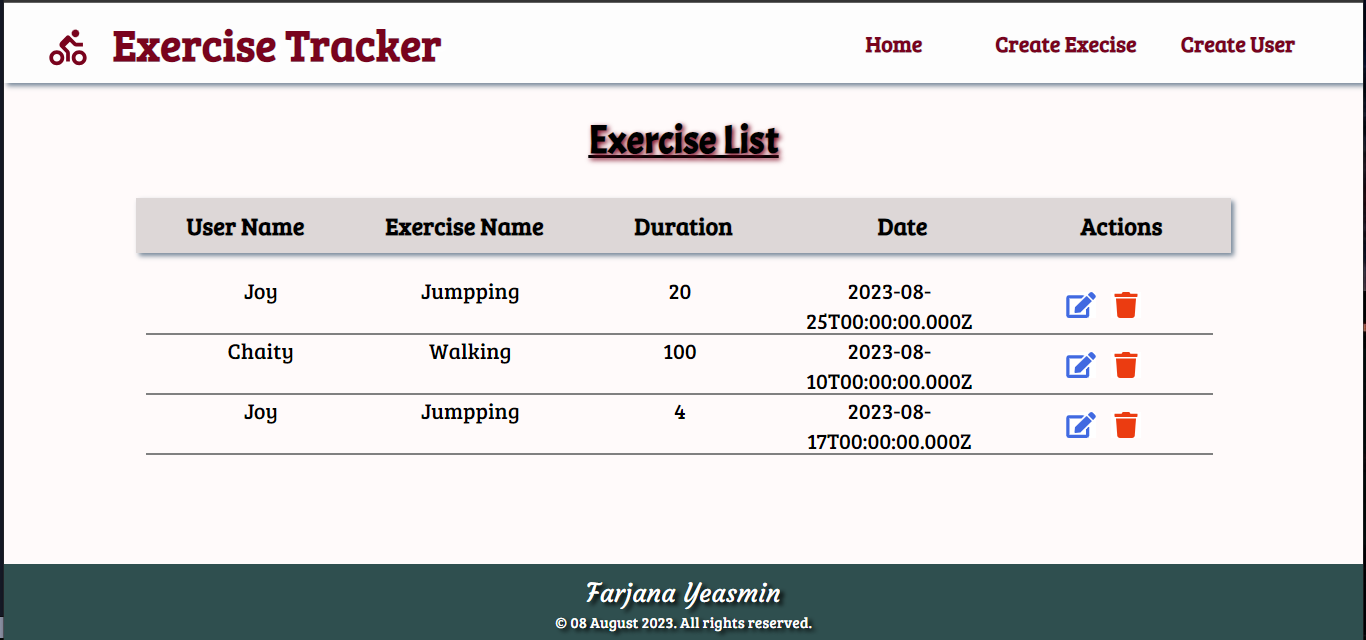 Exercise Tracker Home Create Execise Create User
Exercise List
User Name Exercise Name Duration Date Actions
Joy Jumpping 20 2023-08-
25T00:00:00.000Z
Chaity Walking 100 2023-08-
10T00:00:00.000Z
Joy Jumpping 4 2023-08-
17T00:00:00.000Z
Farjana Yeasmin
© 08 August 2023. All rights reserved.